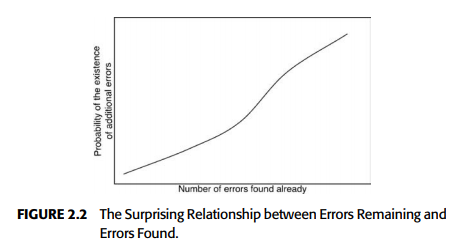 Probability of the existence
of additional errors
Number of errors found already
FIGURE 2.2 The Surprising Relationship between Errors Remaining and
Errors Found.